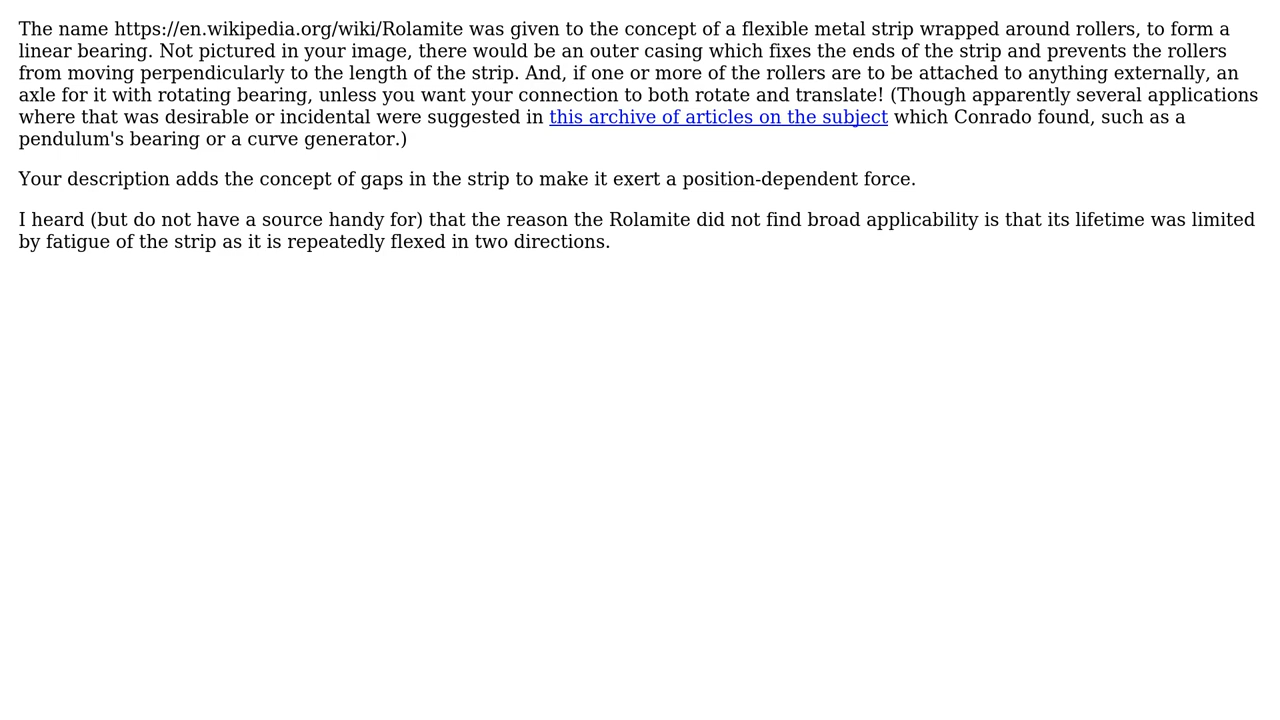 The name https://en.wikipedia.org/wiki/Rolamite was given to the concept of a flexible metal strip wrapped around rollers, to form a
linear bearing. Not pictured in your image, there would be an outer casing which fixes the ends of the strip and prevents the rollers
from moving perpendicularly to the length of the strip. And, if one or more of the rollers are to be attached to anything externally, an
axle for it with rotating bearing, unless you want your connection to both rotate and translate! (Though apparently several applications
where that was desirable or incidental were suggested in this archive of articles on the subject which Conrado found, such as a
pendulum's bearing or a curve generator.)
Your description adds the concept of gaps in the strip to make it exert a position-dependent force.
I heard (but do not have a source handy for) that the reason the Rolamite did not find broad applicability is that its lifetime was limited
by fatigue of the strip as it is repeatedly flexed in two directions.